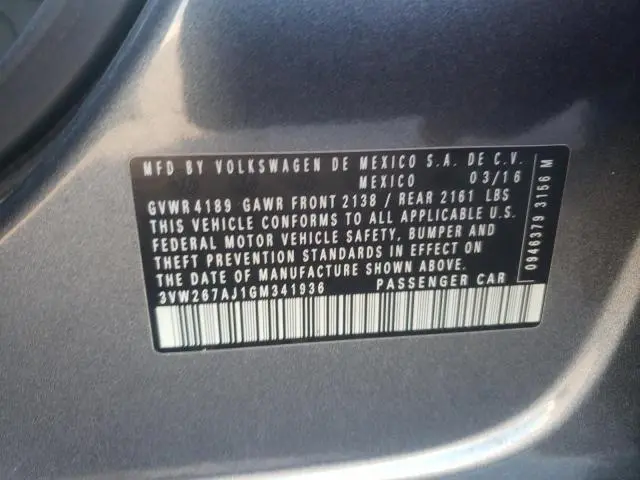 MFD BY VOLKSWAGEN DE MEXICO S.A. DE C.V.
MEXICO 03/16
GVWR 4189 GAWR FRONT 2138 / REAR 2161 LBS
THIS VEHICLE CONFORMS TO ALL APPLICABLE U.S.
FEDERAL MOTOR VEHICLE SAFETY, BUMPER AND
THEFT PREVENTION STANDARDS IN EFFECT ON
THE DATE OF MANUFACTURE SHOWN ABOVE.
3VW267AJ1GM341936 PASSENGER CAR
0946379 3156 M